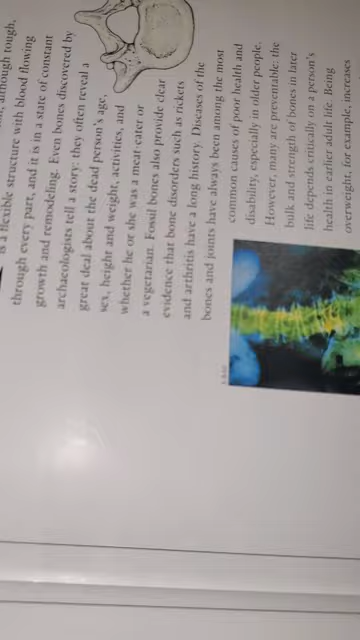 although tough,
is a flexible structure with blood flowing
through every part, and it is in a state of constant
growth and remodeling. Even bones discovered by
archaeologists tell a story: they often reveal a
great deal about the dead person's age,
sex, height and weight, activities, and
whether he or she was a meat-eater or
a vegetarian. Fossil bones also provide clear
evidence that bone disorders such as rickets
and arthritis have a long history. Diseases of the
bones and joints have always been among the most
common causes of poor health and
disability, especially in older people.
However, many are preventable: the
bulk and strength of bones in later
life depends critically on a person's
health in earlier adult life. Being
overweight, for example, increases